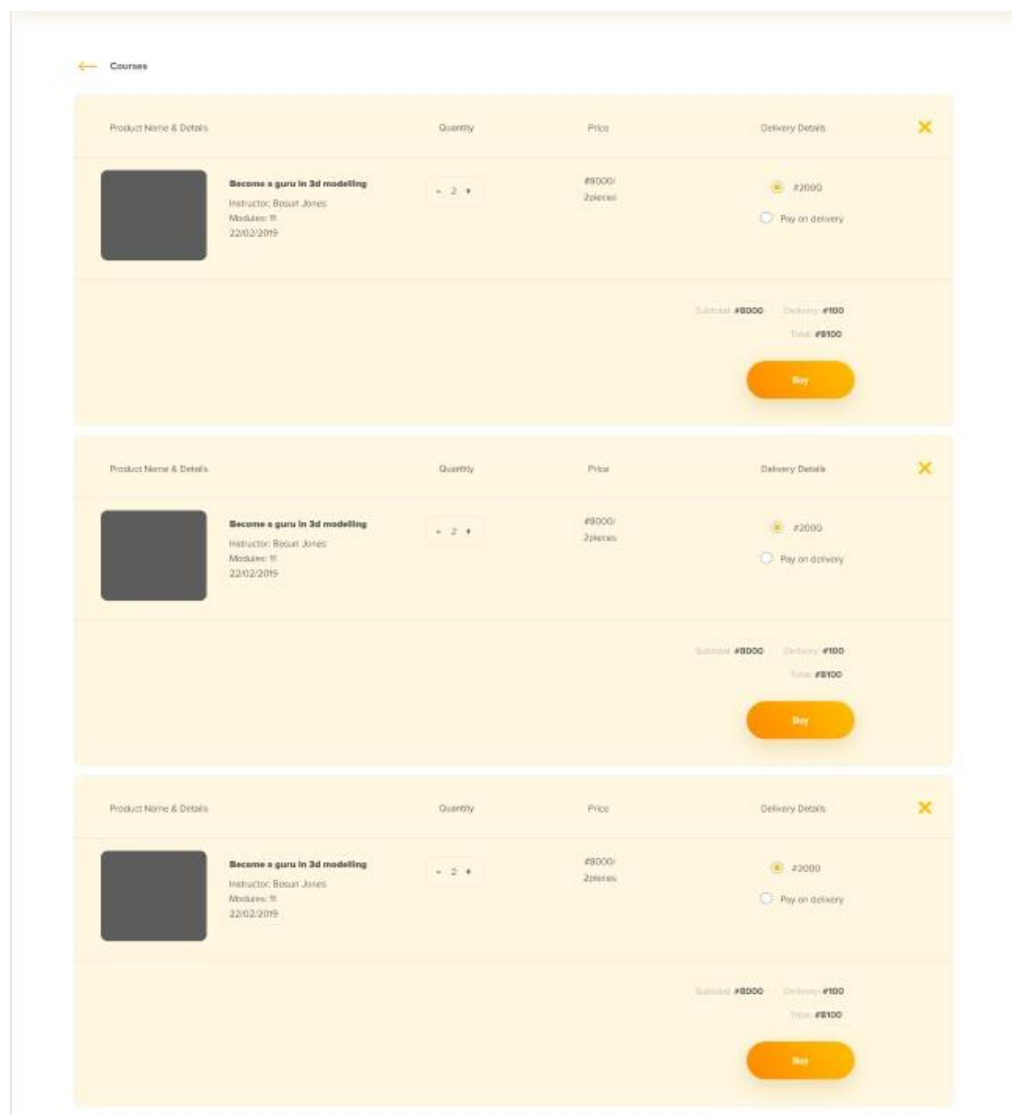 Courses
Product Name & Details Quantity Price Delivery Details
Become a guru in 3d modelling
Instructor: Bosun Jones
Modules: 11
22/02/2019
- 2 +
#8000/
2pieces
#2000
Pay on delivery
Subtotal: #8000 Delivery: #100
Total: #8100
Buy
Product Name & Details Quantity Price Delivery Details
Become a guru in 3d modelling
Instructor: Bosun Jones
Modules: 11
22/02/2019
- 2 +
#8000/
2pieces
#2000
Pay on delivery
Subtotal: #8000 Delivery: #100
Total: #8100
Buy
Product Name & Details Quantity Price Delivery Details
Become a guru in 3d modelling
Instructor: Bosun Jones
Modules: 11
22/02/2019
- 2 +
#8000/
2pieces
#2000
Pay on delivery
Subtotal: #8000 Delivery: #100
Total: #8100
Buy